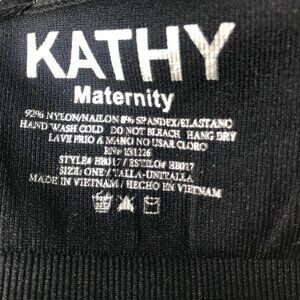 KATHY
Maternity
92% NYLON/NAILON 8% SPANDEX/ELASTANO
HAND WASH COLD DO NOT BLEACH HANG DRY
LAVE FRIO A MANO NO USAR CLORO
RN# 131226
STYLE# HB017 / ESTILO# HB017
SIZE: ONE / TALLA-UNITALLA
MADE IN VIETNAM / HECHO EN VIETNAM